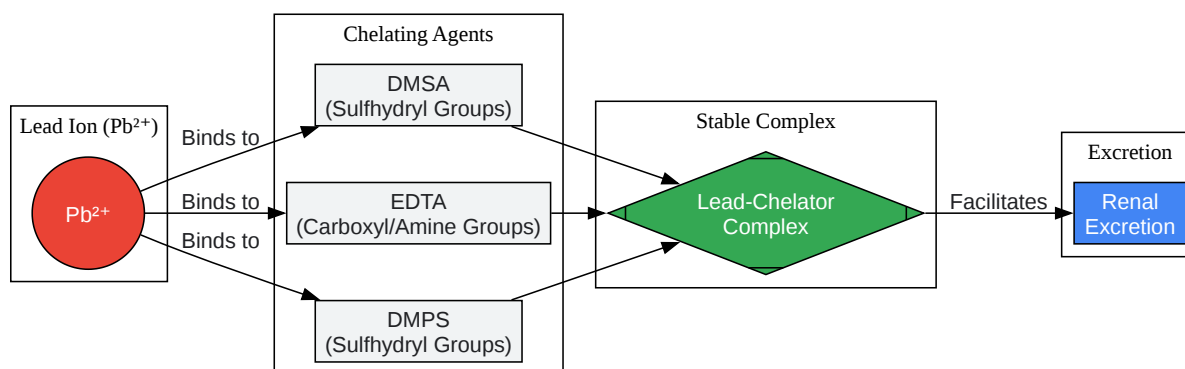 Lead Ion (Pb²⁺)
Pb²⁺
Binds to
Binds to
Binds to
Chelating Agents
DMSA
(Sulfhydryl Groups)
EDTA
(Carboxyl/Amine Groups)
DMPS
(Sulfhydryl Groups)
Stable Complex
Lead-Chelator
Complex
Facilitates
Excretion
Renal
Excretion